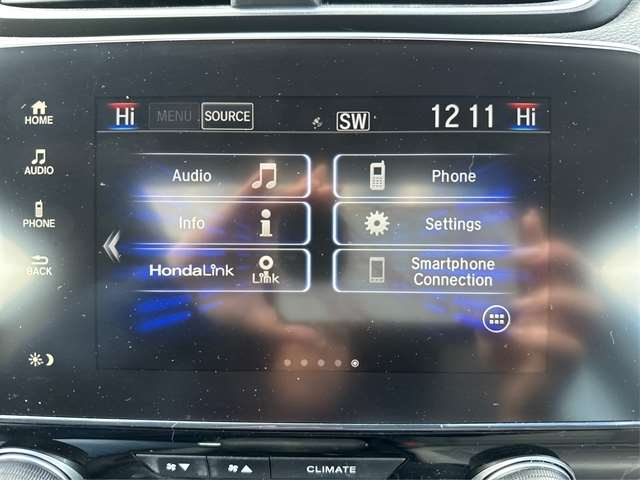 Hi MENU SOURCE SW 12 11 Hi
HOME
AUDIO
PHONE
BACK
Audio
Phone
Info
Settings
HondaLink
Link
Smartphone
Connection
CLIMATE